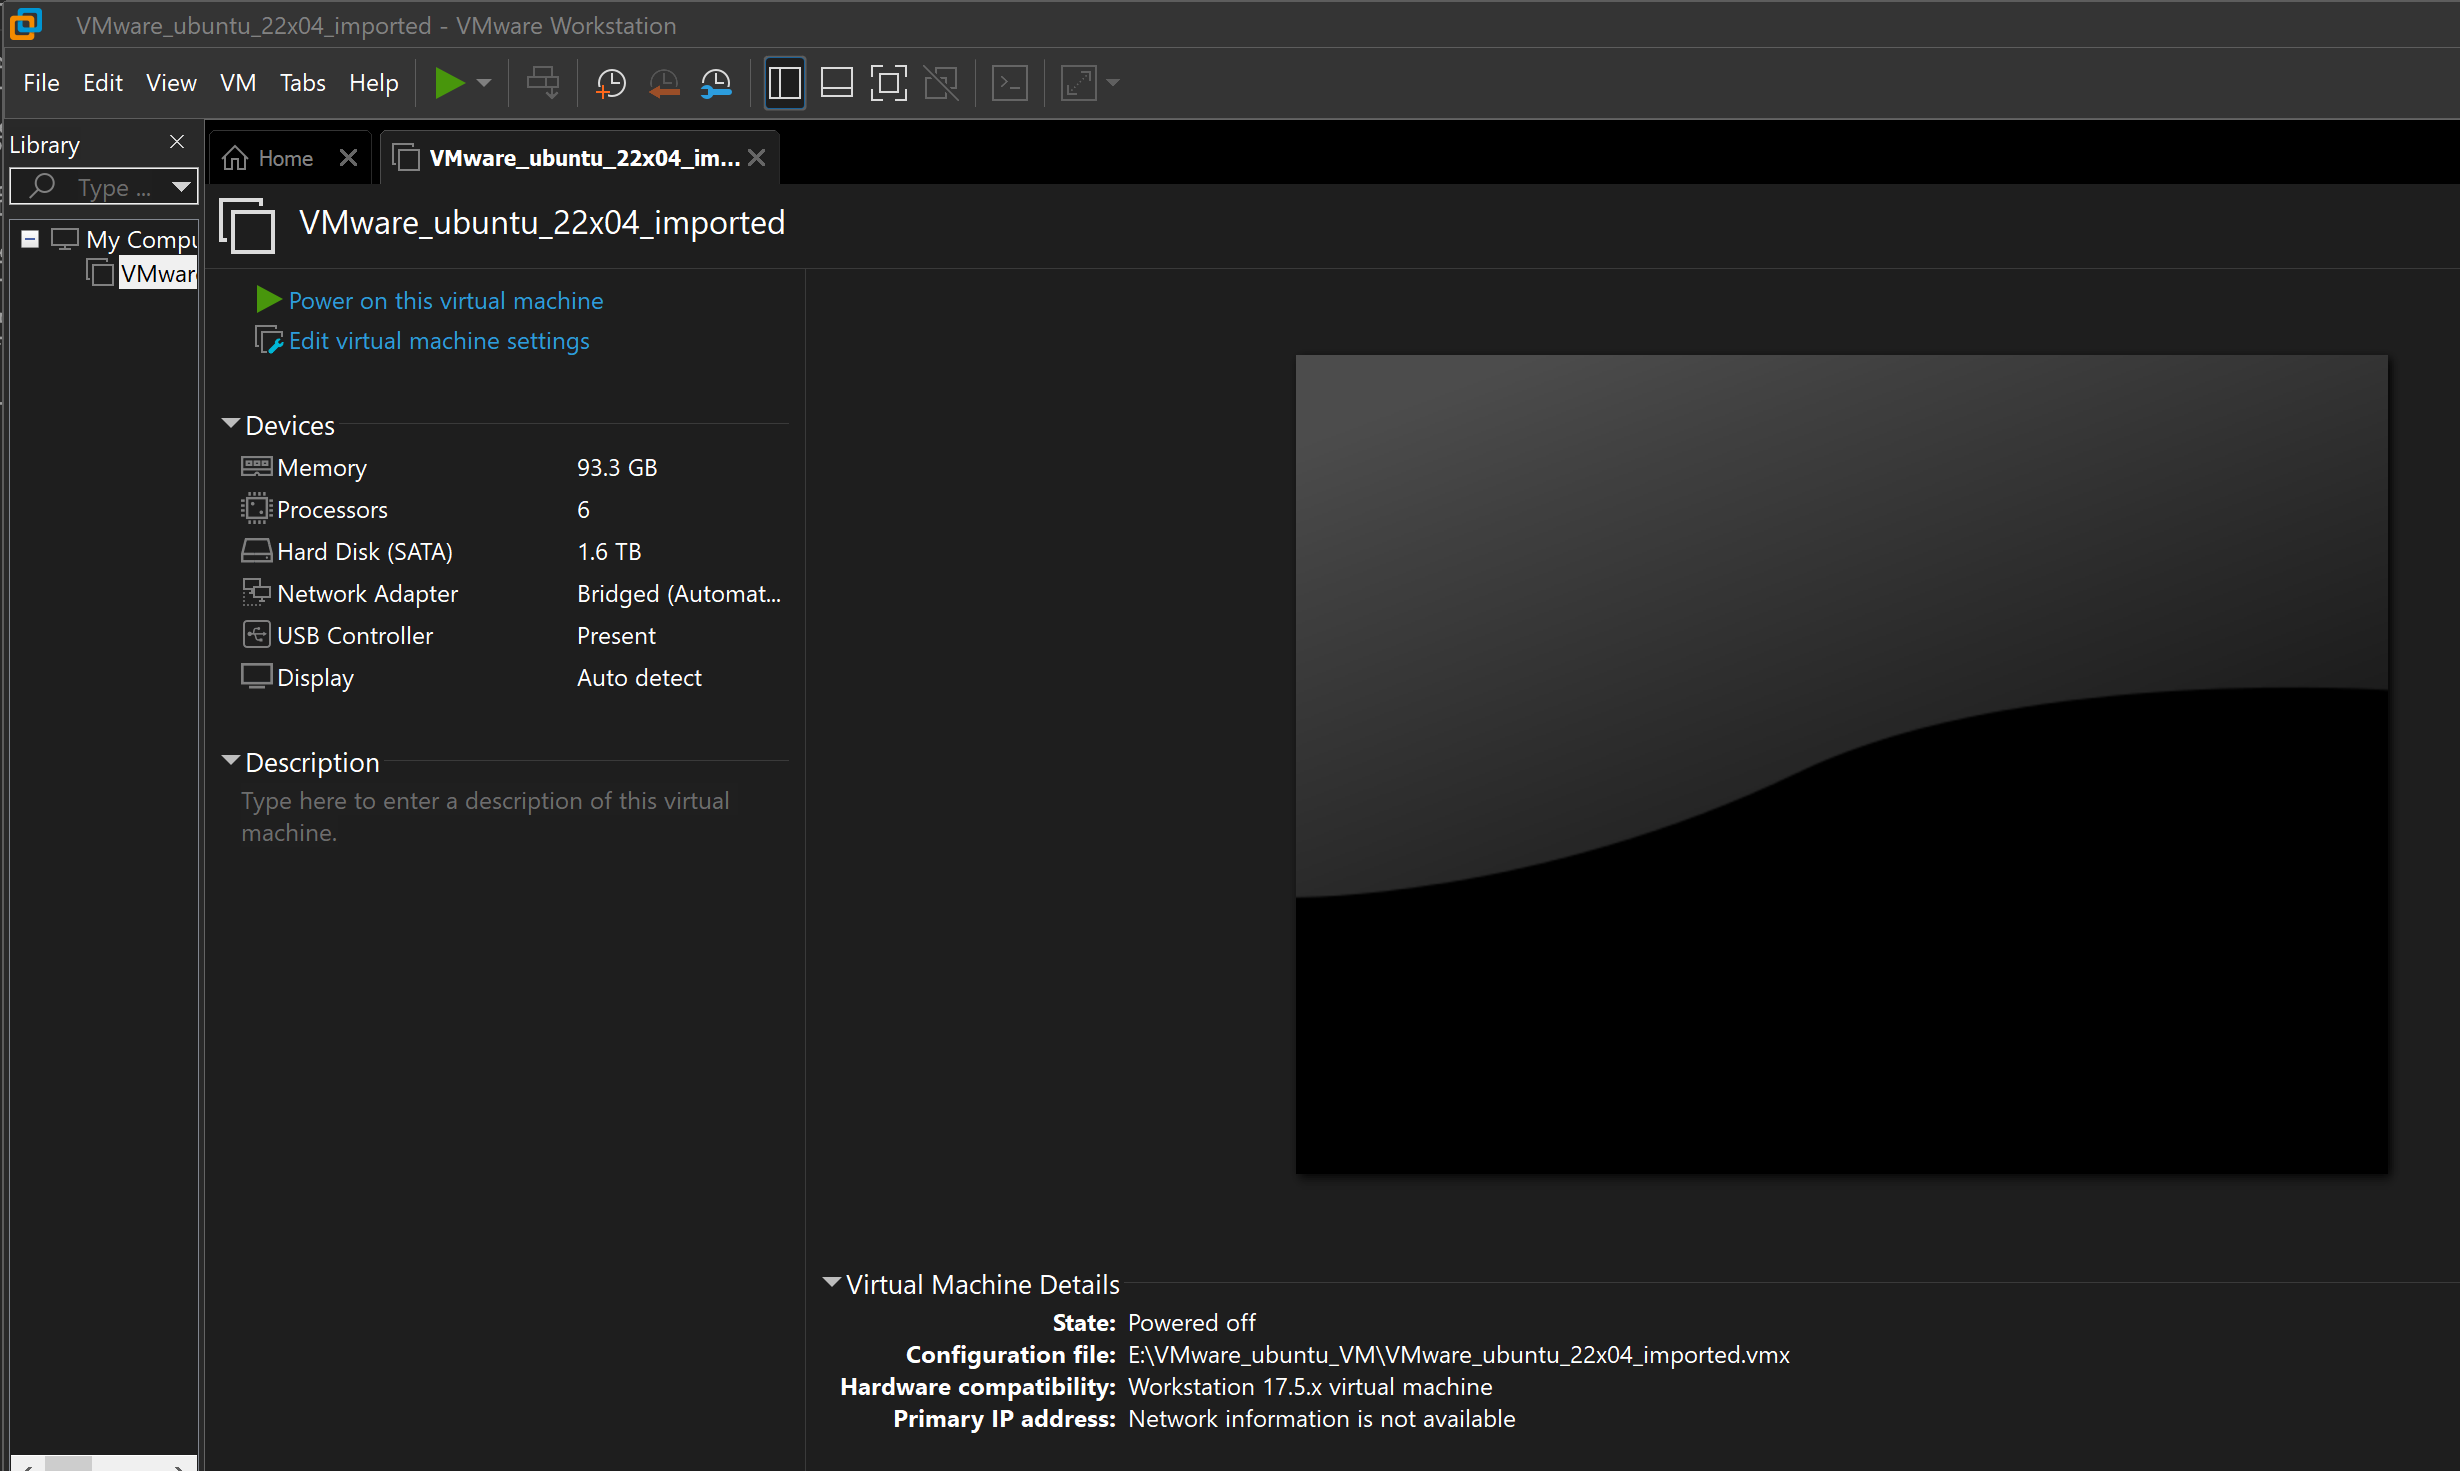 VMware_ubuntu_22x04_imported - VMware Workstation
File Edit View VM Tabs Help
Library
Type ...
My Compu
VMwar
Home
VMware_ubuntu_22x04_im...
VMware_ubuntu_22x04_imported
Power on this virtual machine
Edit virtual machine settings
Devices
Memory 93.3 GB
Processors 6
Hard Disk (SATA) 1.6 TB
Network Adapter Bridged (Automat...
USB Controller Present
Display Auto detect
Description
Type here to enter a description of this virtual
machine.
Virtual Machine Details
State: Powered off
Configuration file: E:\VMware_ubuntu_VM\VMware_ubuntu_22x04_imported.vmx
Hardware compatibility: Workstation 17.5.x virtual machine
Primary IP address: Network information is not available